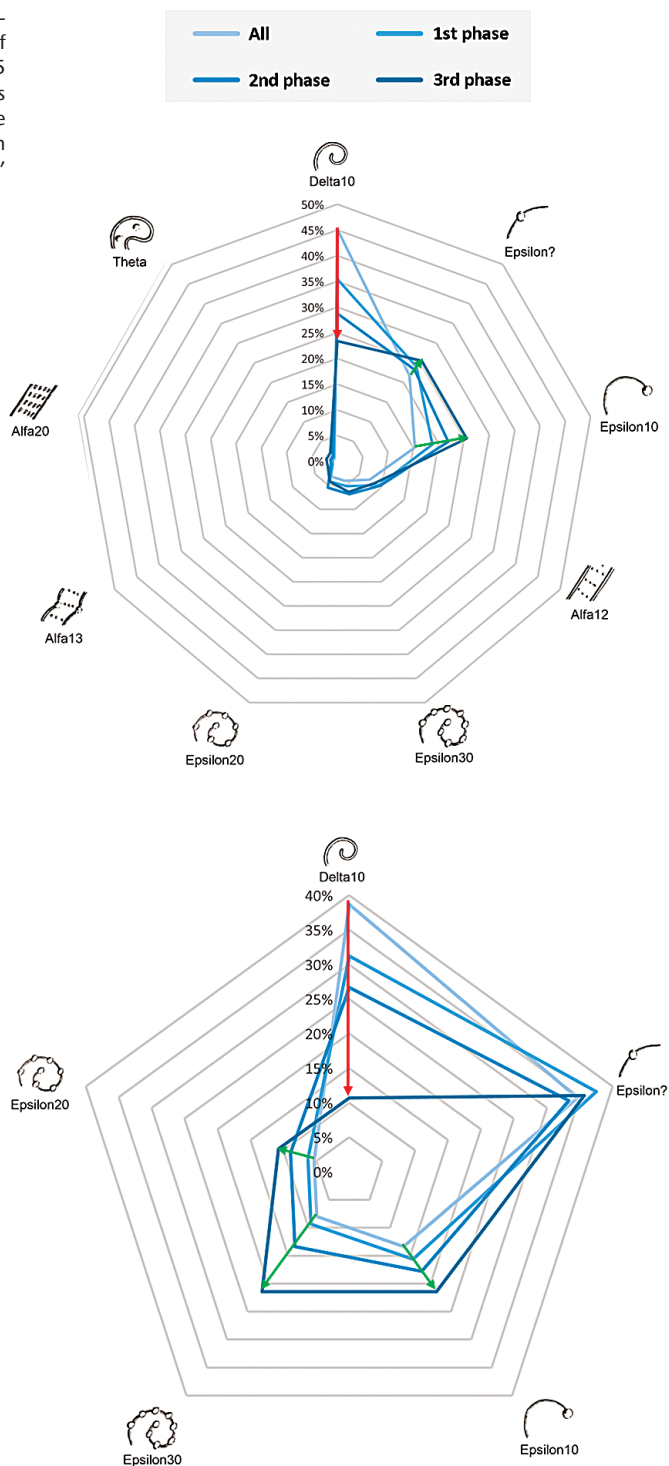 –
f
5
s
e
n
’
All 1st phase
2nd phase 3rd phase
Delta10
50%
45%
40%
35%
30%
25%
20%
15%
10%
5%
0%
Epsilon?
Epsilon10
Alfa12
Epsilon30
Epsilon20
Alfa13
Alfa20
Theta
Delta10
40%
35%
30%
25%
20%
15%
10%
5%
0%
Epsilon?
Epsilon10
Epsilon30
Epsilon20